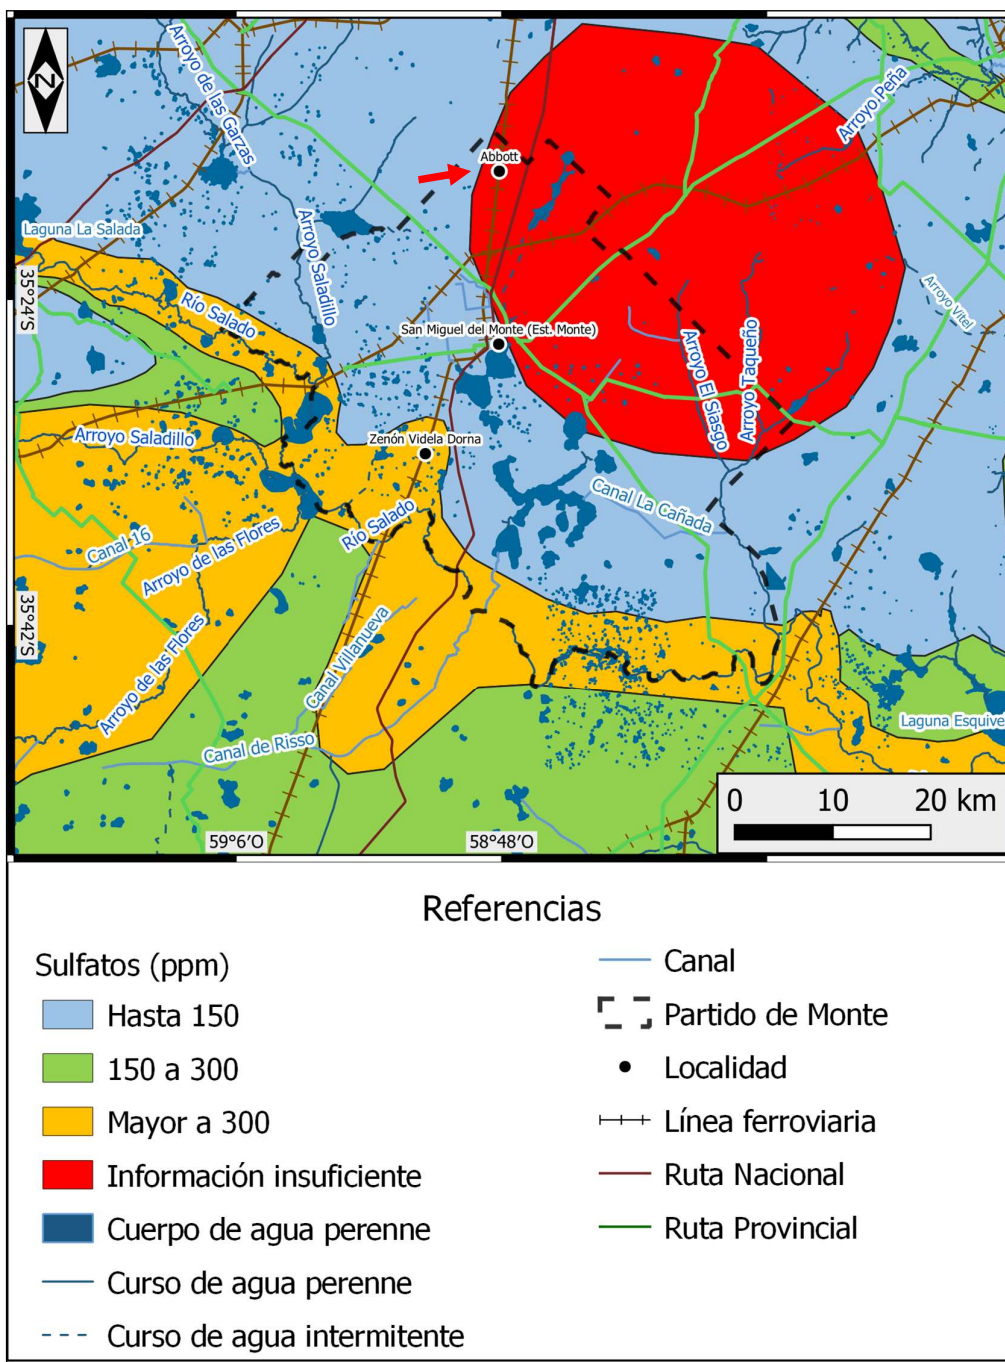 N
Arroyo de las Garzas
Abbott
Arroyo Peña
Laguna La Salada
Arroyo Saladillo
35°24'S
Río Salado
Arroyo Vitel
San Miguel del Monte (Est. Monte)
Arroyo El Siasgo
Arroyo Taqueño
Arroyo Saladillo
Zenón Videla Dorna
Canal La Cañada
Río Salado
Canal 16
Arroyo de las Flores
35°42'S
Arroyo de las Flores
Canal Villanueva
Laguna Esquive
Canal de Risso
0 10 20 km
59°6'O
58°48'O
Referencias
Sulfatos (ppm)
Hasta 150
150 a 300
Mayor a 300
Información insuficiente
Cuerpo de agua perenne
Curso de agua perenne
Curso de agua intermitente
Canal
Partido de Monte
Localidad
Línea ferroviaria
Ruta Nacional
Ruta Provincial